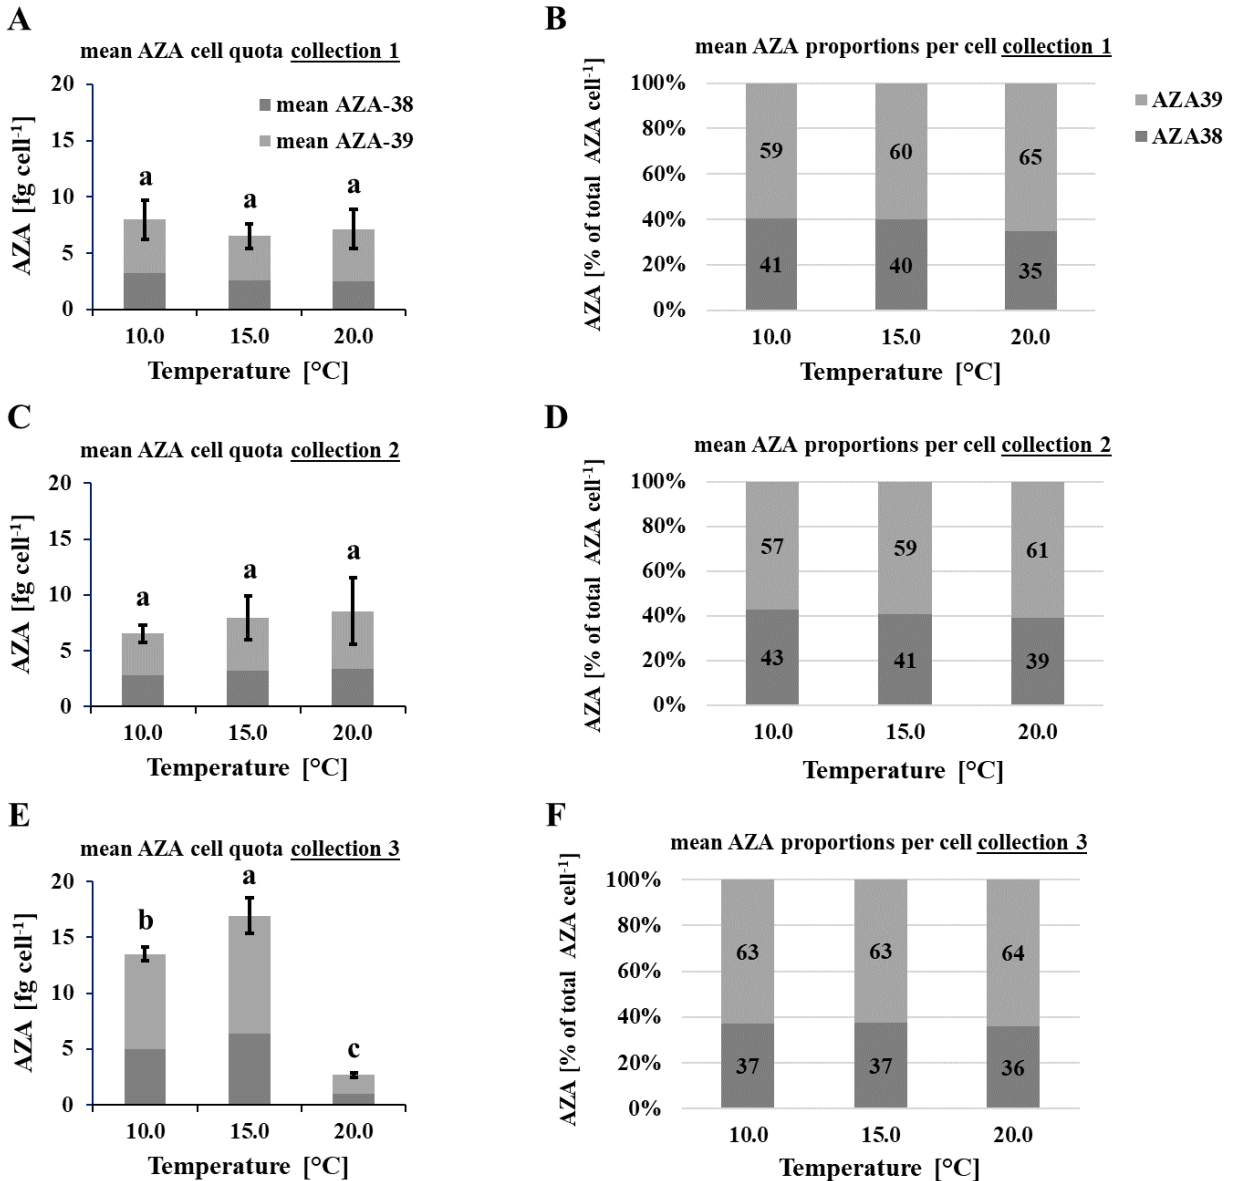 A
mean AZA cell quota collection 1
20
15
10
5
0
AZA [fg cell-1]
mean AZA-38
mean AZA-39
a
a
a
10.0 15.0 20.0
Temperature [°C]
B
mean AZA proportions per cell collection 1
100%
80%
60%
40%
20%
0%
AZA [% of total AZA cell-1]
59 60 65
41 40 35
AZA39
AZA38
10.0 15.0 20.0
Temperature [°C]
C
mean AZA cell quota collection 2
20
15
10
5
0
AZA [fg cell-1]
a
a
a
10.0 15.0 20.0
Temperature [°C]
D
mean AZA proportions per cell collection 2
100%
80%
60%
40%
20%
0%
AZA [% of total AZA cell-1]
57 59 61
43 41 39
10.0 15.0 20.0
Temperature [°C]
E
mean AZA cell quota collection 3
20
15
10
5
0
AZA [fg cell-1]
b
a
c
10.0 15.0 20.0
Temperature [°C]
F
mean AZA proportions per cell collection 3
100%
80%
60%
40%
20%
0%
AZA [% of total AZA cell-1]
63 63 64
37 37 36
10.0 15.0 20.0
Temperature [°C]